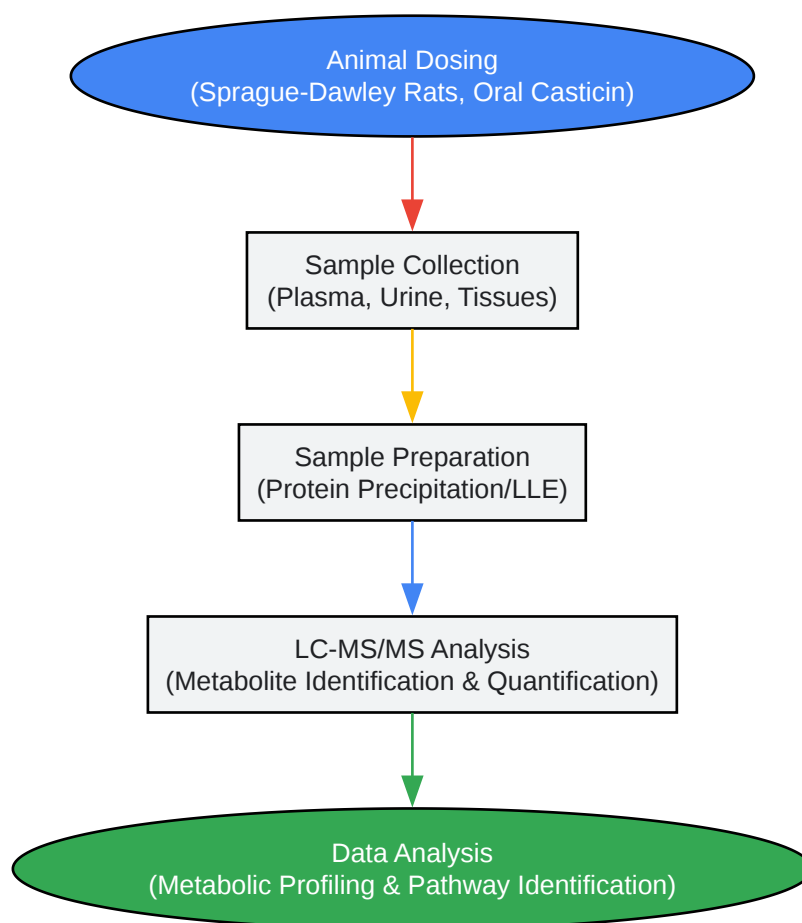 Animal Dosing
(Sprague-Dawley Rats, Oral Casticin)
Sample Collection
(Plasma, Urine, Tissues)
Sample Preparation
(Protein Precipitation/LLE)
LC-MS/MS Analysis
(Metabolite Identification & Quantification)
Data Analysis
(Metabolic Profiling & Pathway Identification)